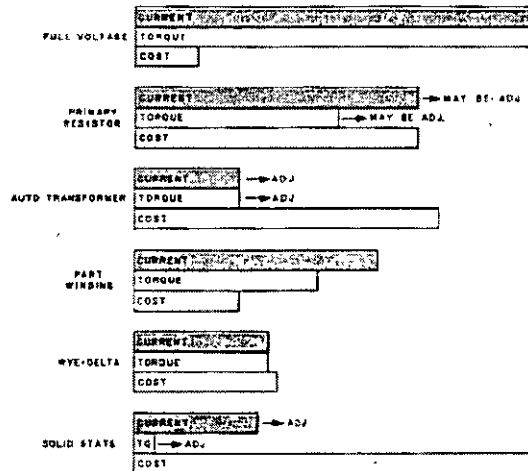 CURRENT
FULL VOLTAGE
TORQUE
COST
CURRENT → MAY BE ADJ
PRIMARY RESISTOR
TORQUE → MAY BE ADJ
COST
CURRENT → ADJ
AUTO TRANSFORMER
TORQUE → ADJ
COST
CURRENT
PART WINDING
TORQUE
COST
CURRENT
WYE-DELTA
TORQUE
COST
CURRENT → ADJ
SOLID STATE
TQ → ADJ
COST